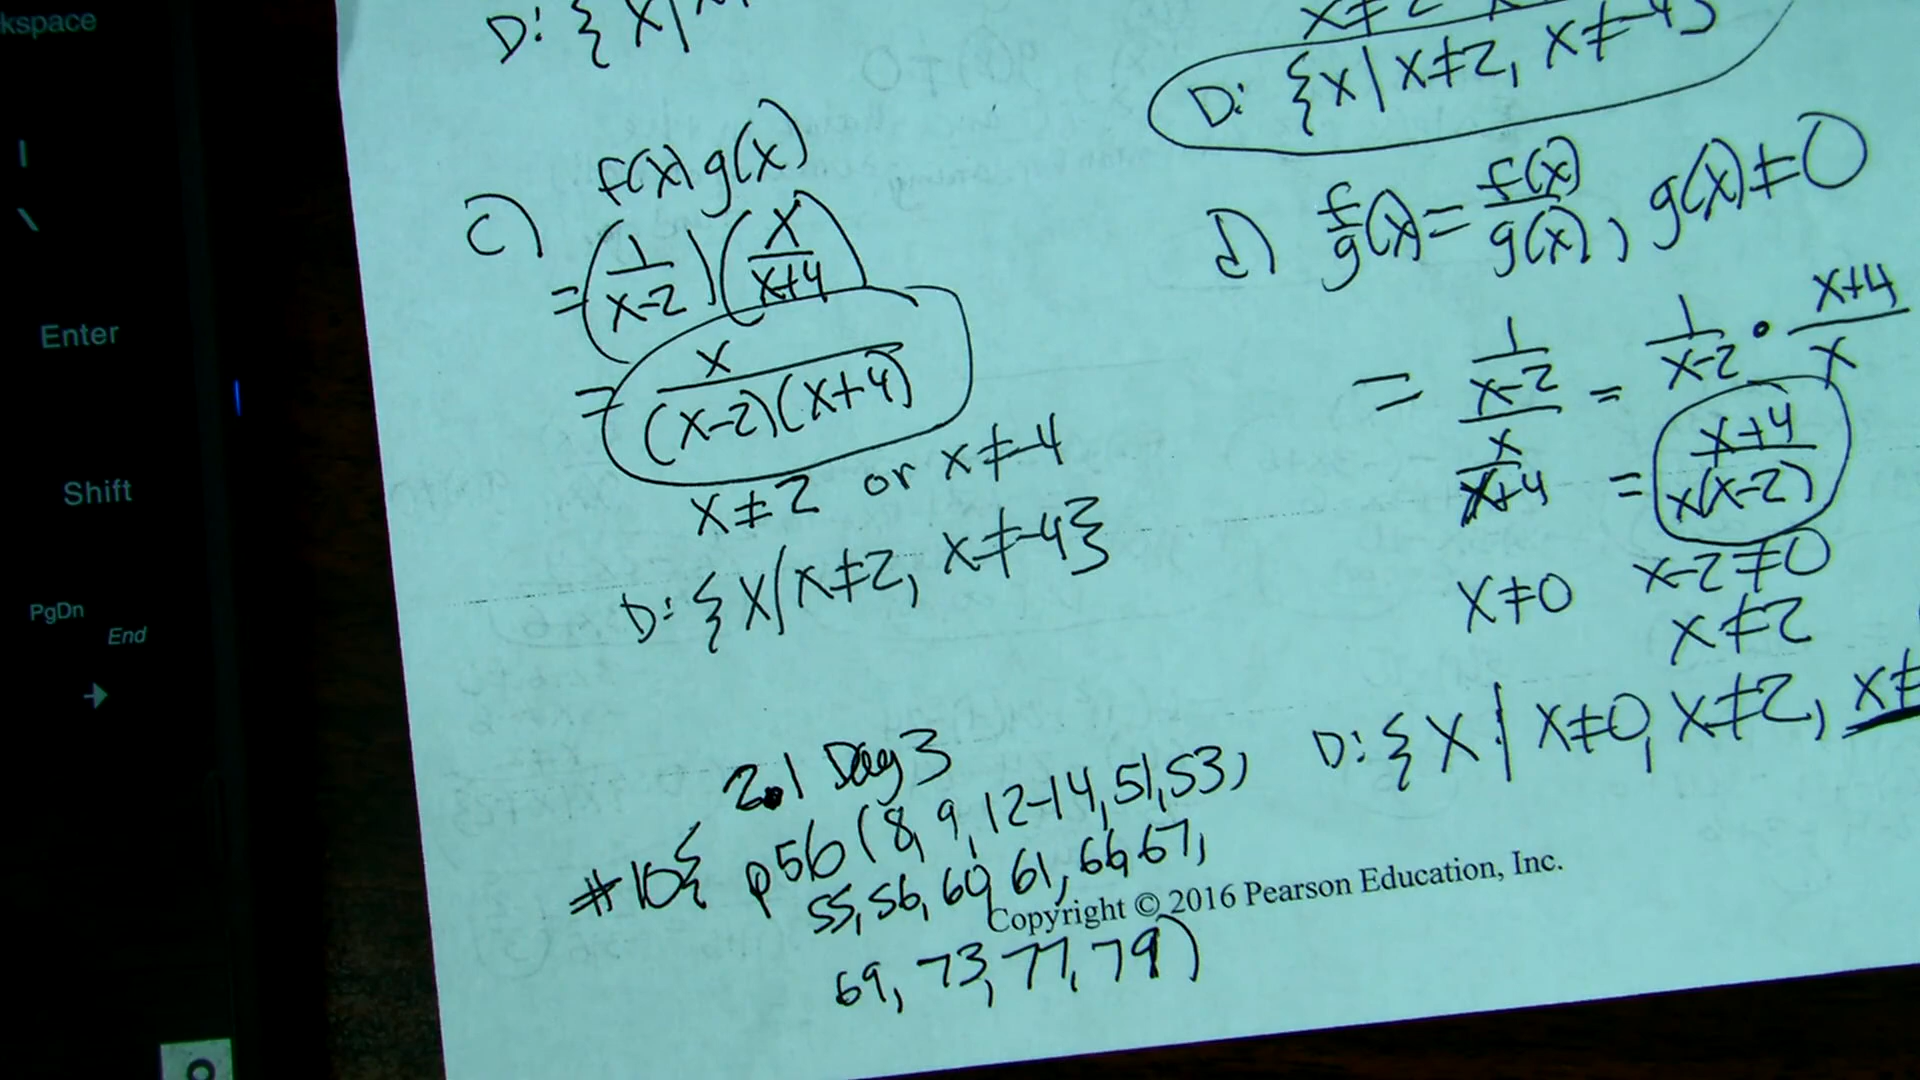 kspace
|
\
Enter
Shift
PgDn
End
→
D: { x |
x≠2
D: {x | x≠2, x≠-4}
c) f(x) g(x)
= (1/(x-2)) (x/(x+4))
= x/((x-2)(x+4))
x≠2 or x≠-4
D: {x | x≠2, x≠-4}
d) f/g(x) = f(x)/g(x), g(x)≠0
= (1/(x-2))/(x/(x+4)) = 1/(x-2) • (x+4)/x
= (x+4)/(x(x-2))
x≠0 x-2≠0
x≠2
D: {x | x≠0, x≠2, x≠
2.1 Day 3
#10{ p56 (8, 9, 12-14, 51, 53,
55, 56, 60, 61, 66, 67,
69, 73, 77, 79)
Copyright © 2016 Pearson Education, Inc.